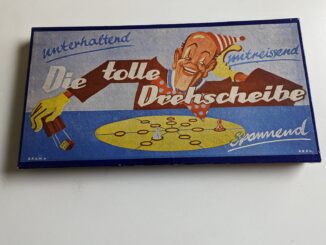 unterhaltend
mitreissend
Die tolle
Drehscheibe
Spannend